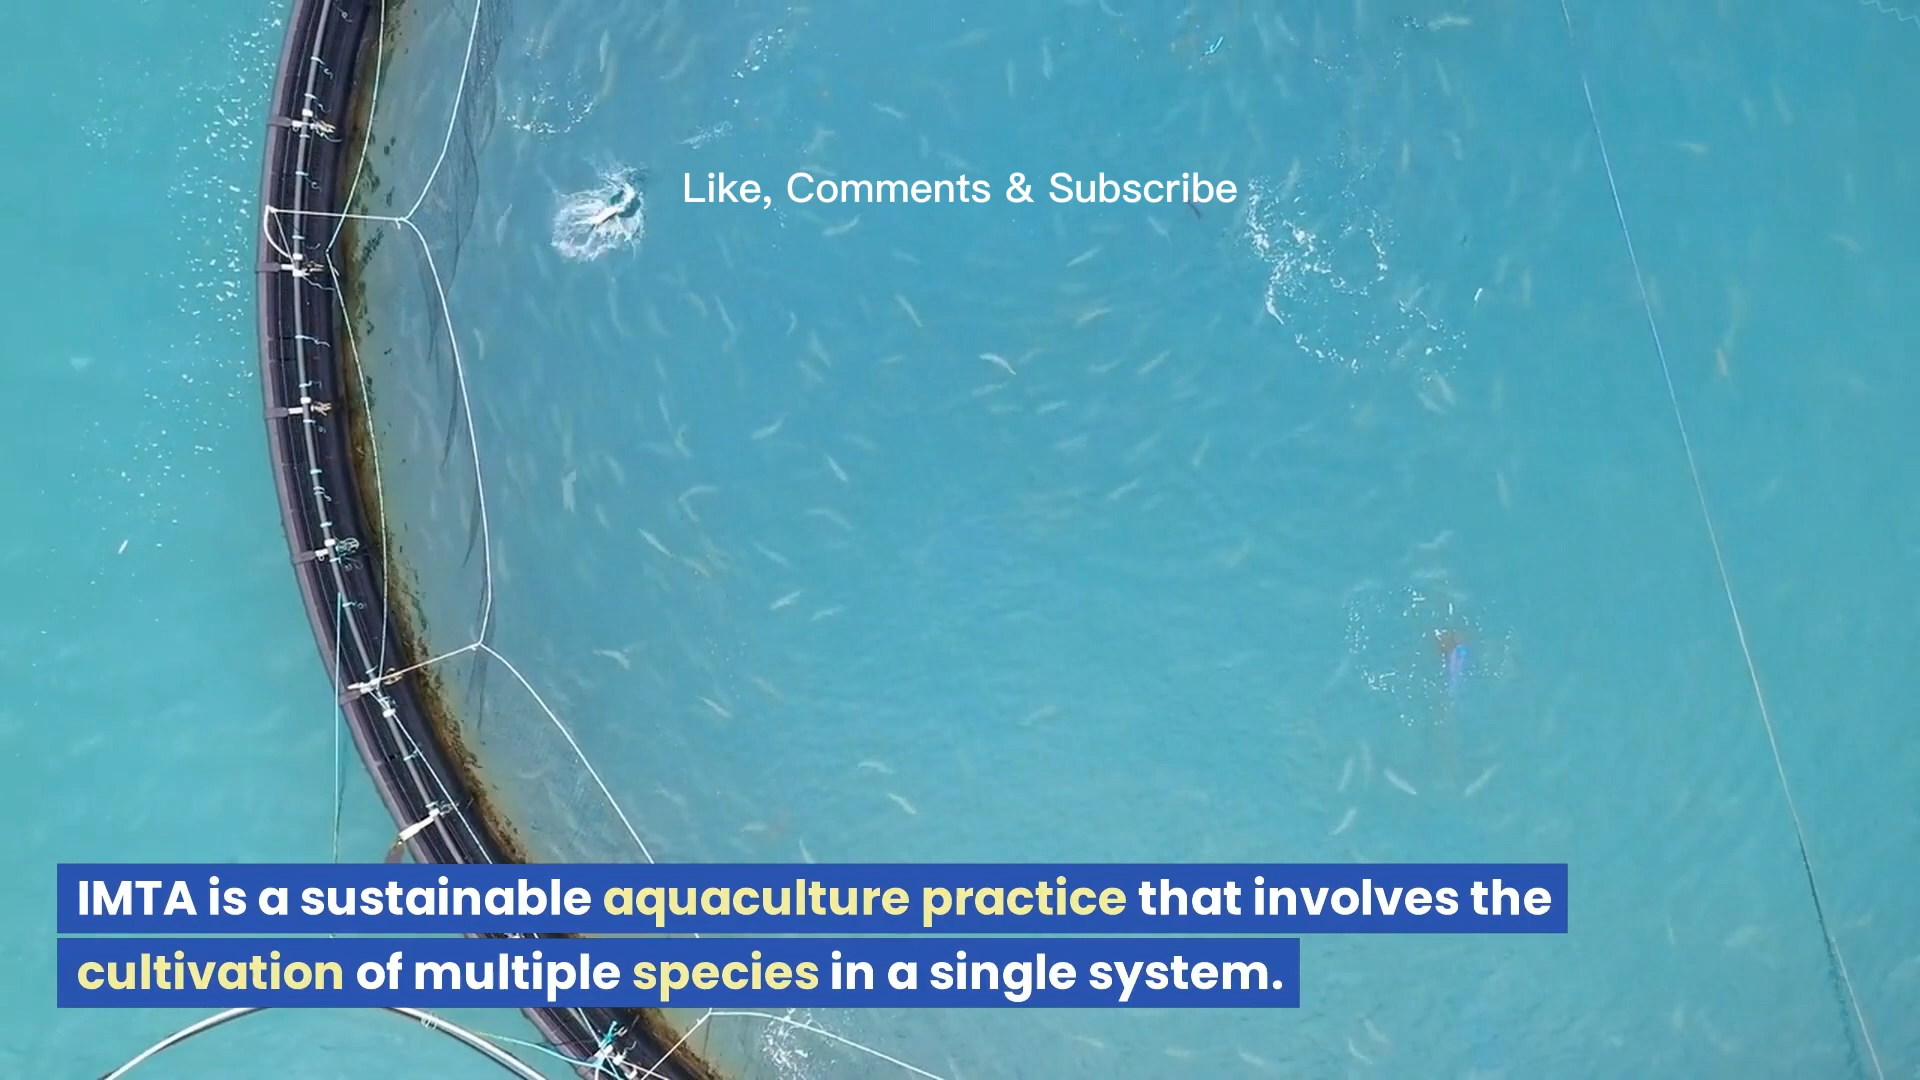 Like, Comments & Subscribe
IMTA is a sustainable aquaculture practice that involves the
cultivation of multiple species in a single system.